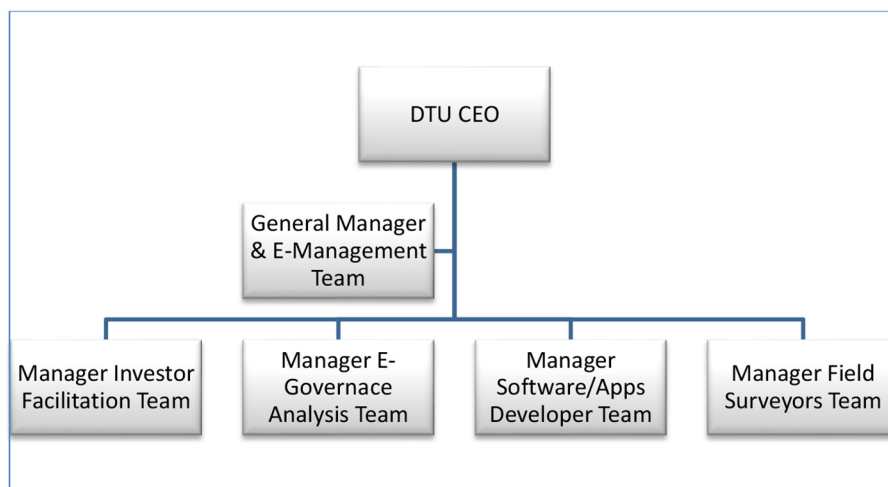 DTU CEO
General Manager
& E-Management
Team
Manager Investor
Facilitation Team
Manager E-
Governace
Analysis Team
Manager
Software/Apps
Developer Team
Manager Field
Surveyors Team